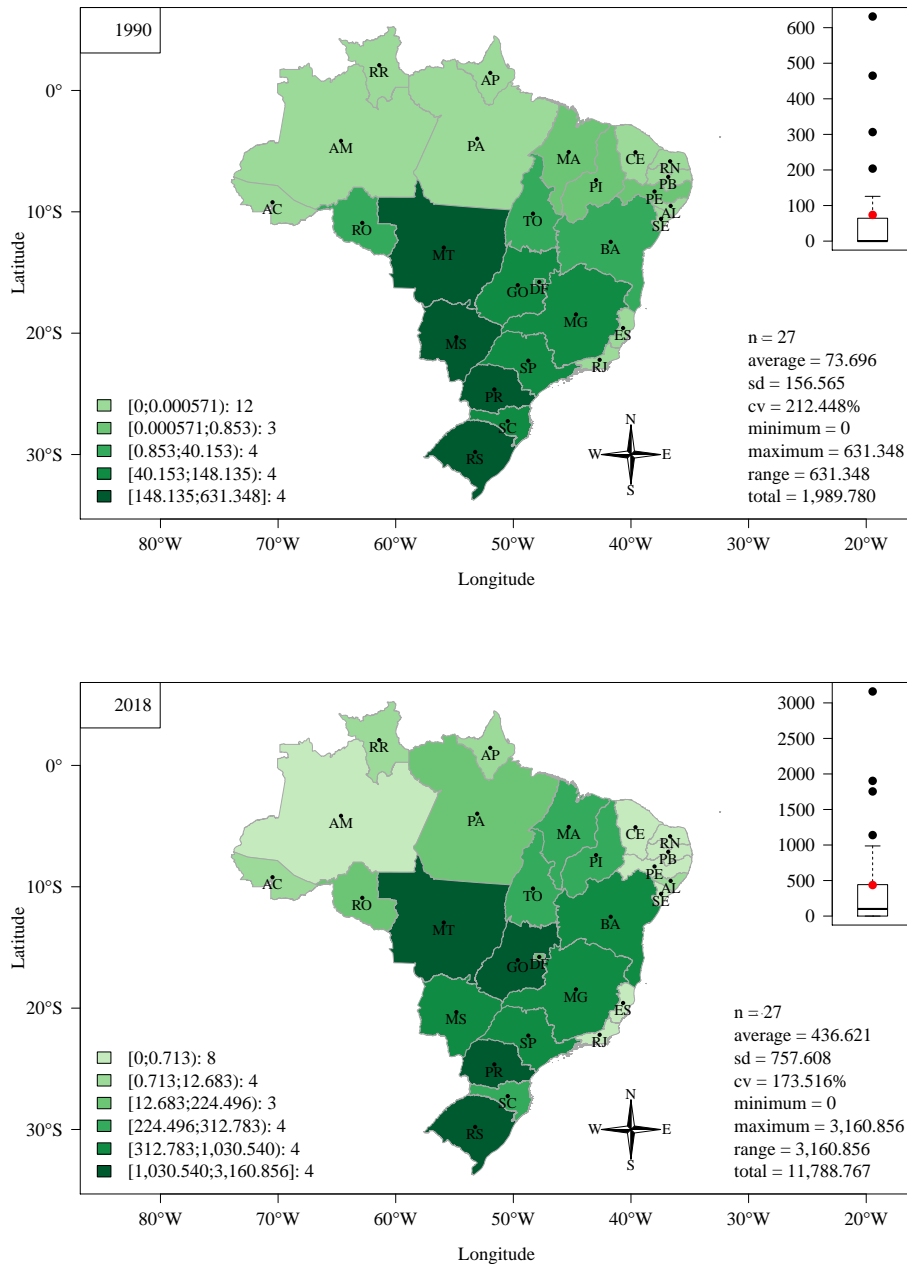 1990
600
500
400
300
200
100
0
0°
10°S
20°S
30°S
Latitude
RR
AP
AM
PA
MA
CE
RN
PB
PI
PE
AL
SE
AC
RO
TO
BA
MT
DF
GO
MG
ES
MS
SP
RJ
PR
SC
RS
N
W
E
S
n = 27
average = 73.696
sd = 156.565
cv = 212.448%
minimum = 0
maximum = 631.348
range = 631.348
total = 1,989.780
[0;0.000571): 12
[0.000571;0.853): 3
[0.853;40.153): 4
[40.153;148.135): 4
[148.135;631.348]: 4
80°W 70°W 60°W 50°W 40°W 30°W 20°W
Longitude
2018
3000
2500
2000
1500
1000
500
0
0°
10°S
20°S
30°S
Latitude
RR
AP
AM
PA
MA
CE
RN
PB
PI
PE
AL
SE
AC
RO
TO
BA
MT
DF
GO
MG
ES
MS
SP
RJ
PR
SC
RS
N
W
E
S
n = 27
average = 436.621
sd = 757.608
cv = 173.516%
minimum = 0
maximum = 3,160.856
range = 3,160.856
total = 11,788.767
[0;0.713): 8
[0.713;12.683): 4
[12.683;224.496): 3
[224.496;312.783): 4
[312.783;1,030.540): 4
[1,030.540;3,160.856]: 4
80°W 70°W 60°W 50°W 40°W 30°W 20°W
Longitude